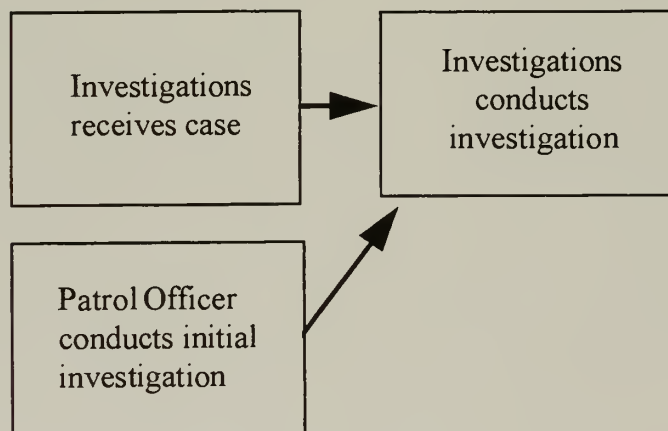 Investigations
receives case
Investigations
conducts
investigation
Patrol Officer
conducts initial
investigation